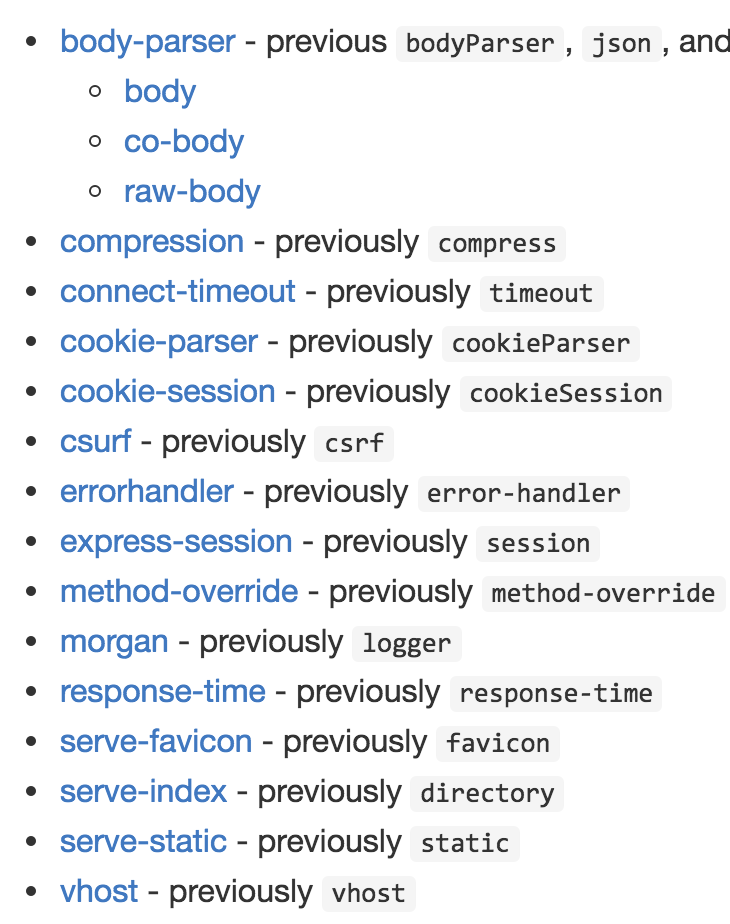 body-parser - previous bodyParser, json, and
body
co-body
raw-body
compression - previously compress
connect-timeout - previously timeout
cookie-parser - previously cookieParser
cookie-session - previously cookieSession
csurf - previously csrf
errorhandler - previously error-handler
express-session - previously session
method-override - previously method-override
morgan - previously logger
response-time - previously response-time
serve-favicon - previously favicon
serve-index - previously directory
serve-static - previously static
vhost - previously vhost